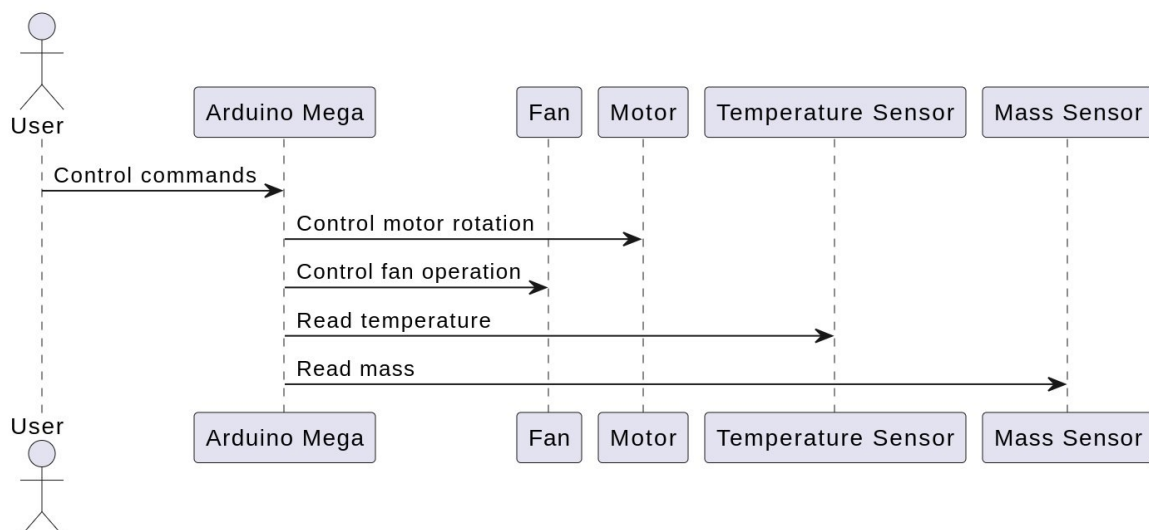 User
Arduino Mega
Fan
Motor
Temperature Sensor
Mass Sensor
Control commands
Control motor rotation
Control fan operation
Read temperature
Read mass
User
Arduino Mega
Fan
Motor
Temperature Sensor
Mass Sensor